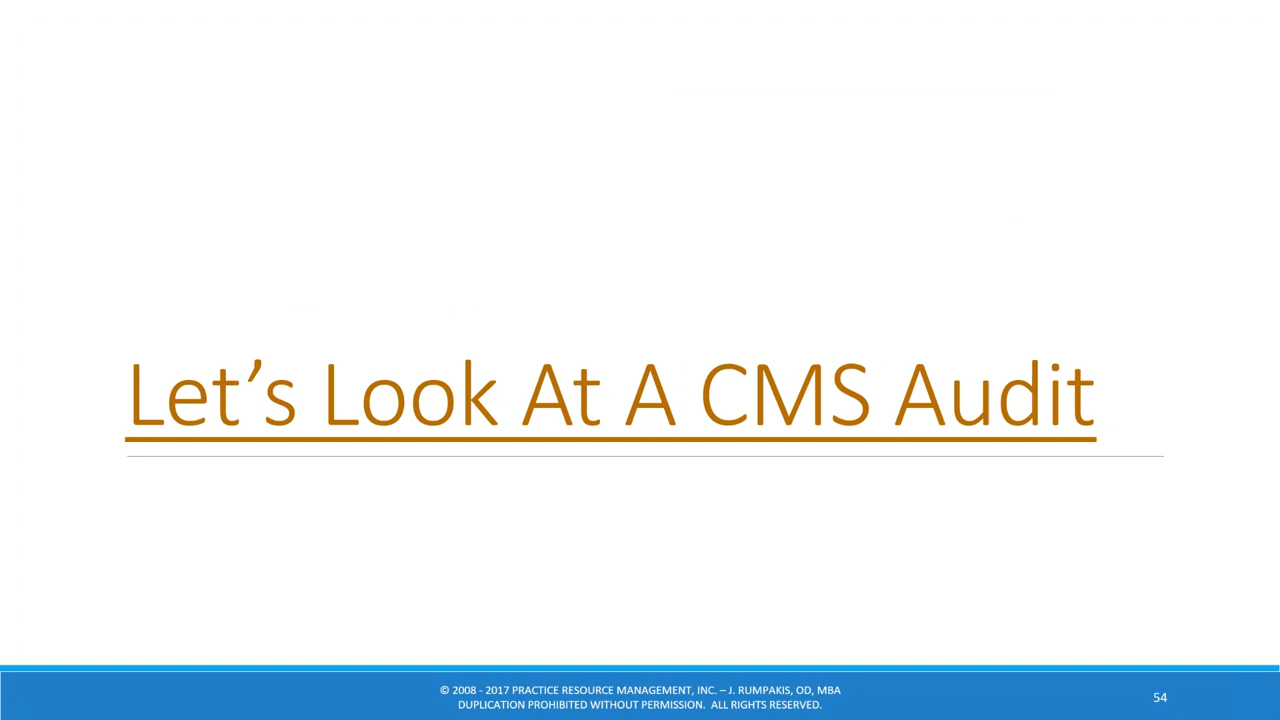 Let’s Look At A CMS Audit
© 2008 - 2017 PRACTICE RESOURCE MANAGEMENT, INC. – J. RUMPAKIS, OD, MBA
DUPLICATION PROHIBITED WITHOUT PERMISSION. ALL RIGHTS RESERVED.
54